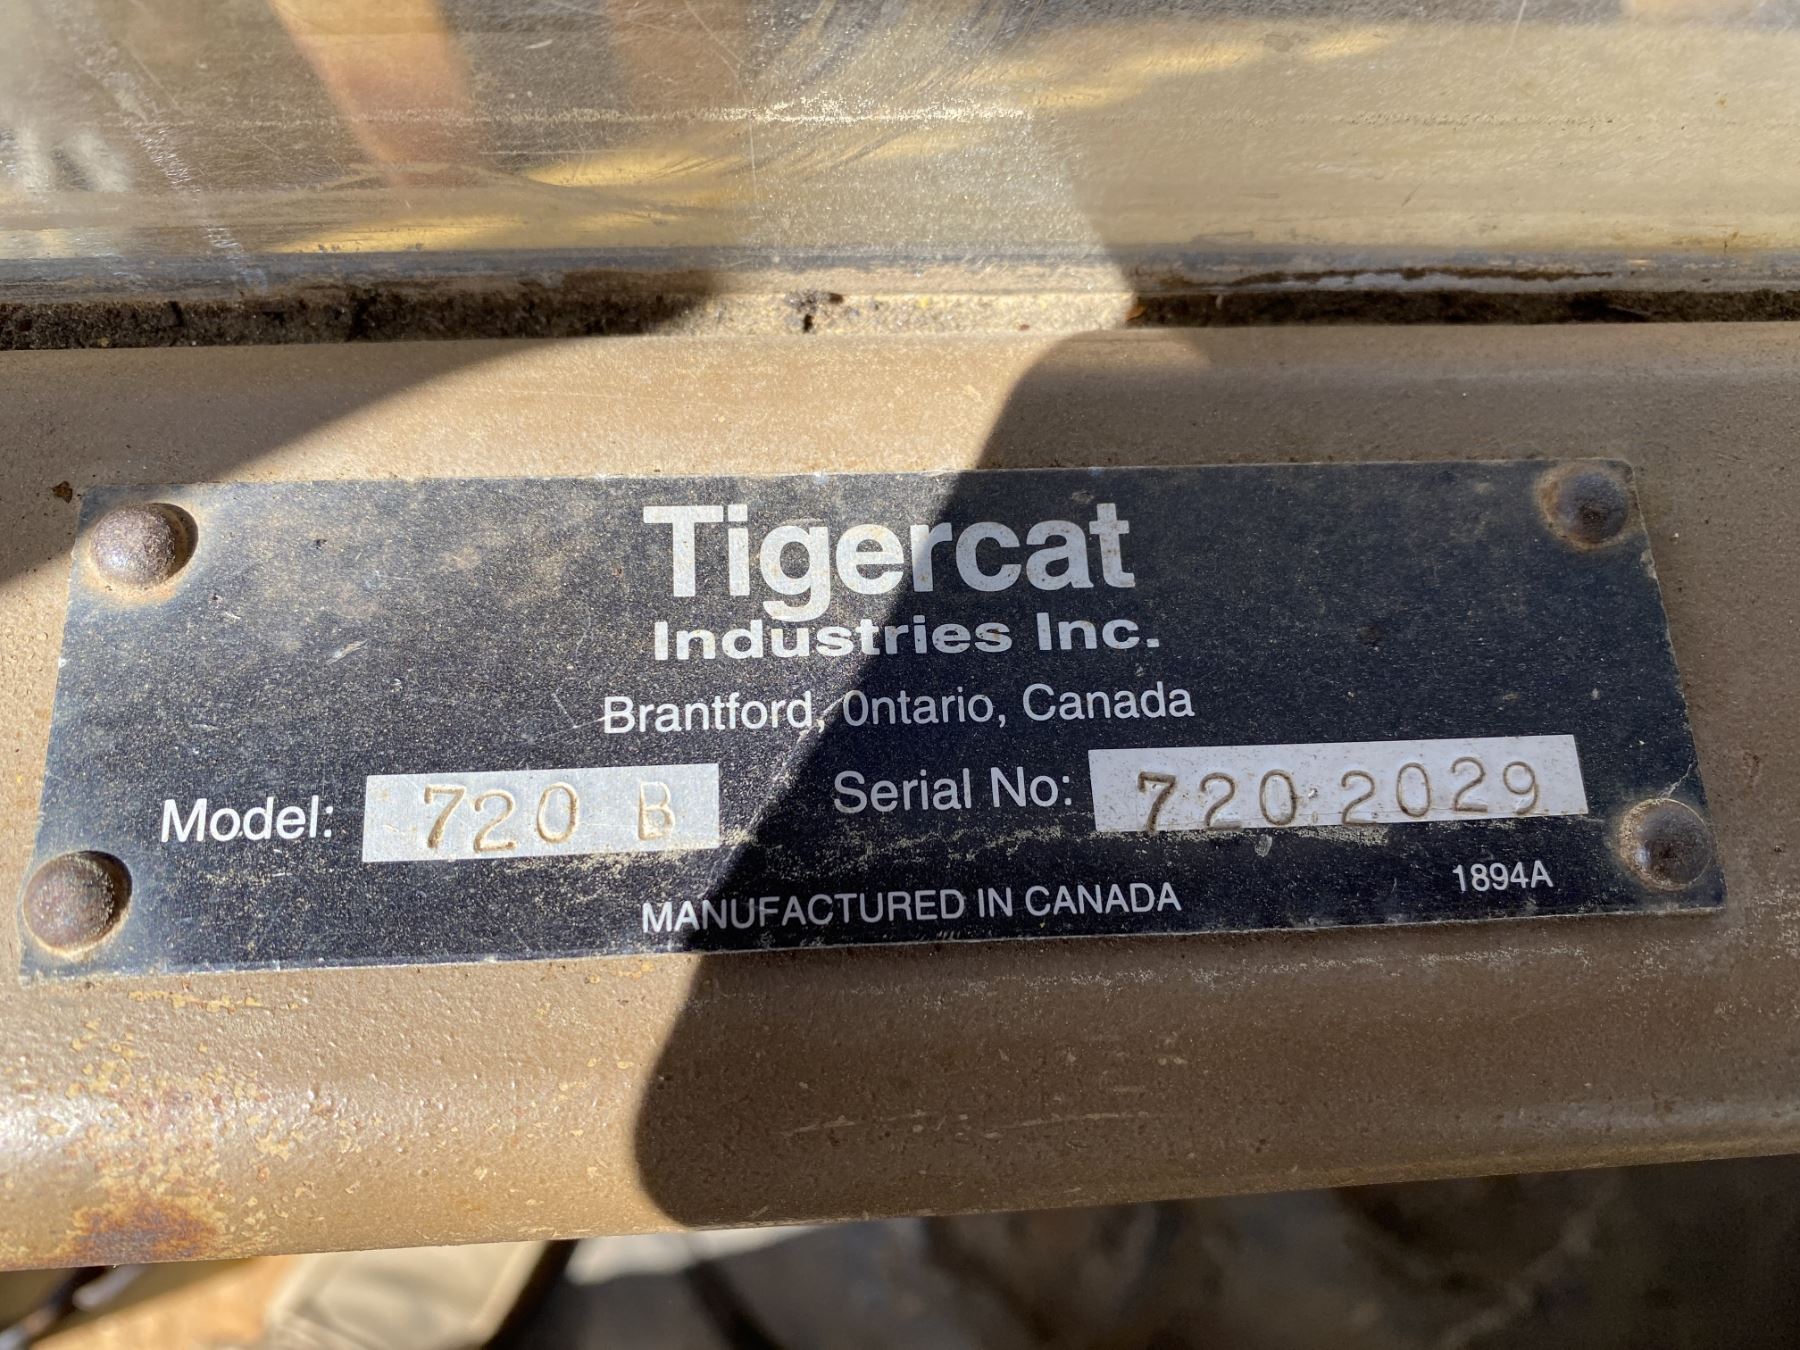 Tigercat
Industries Inc.
Brantford, Ontario, Canada
Model: 720 B Serial No: 720 2029
MANUFACTURED IN CANADA 1894A